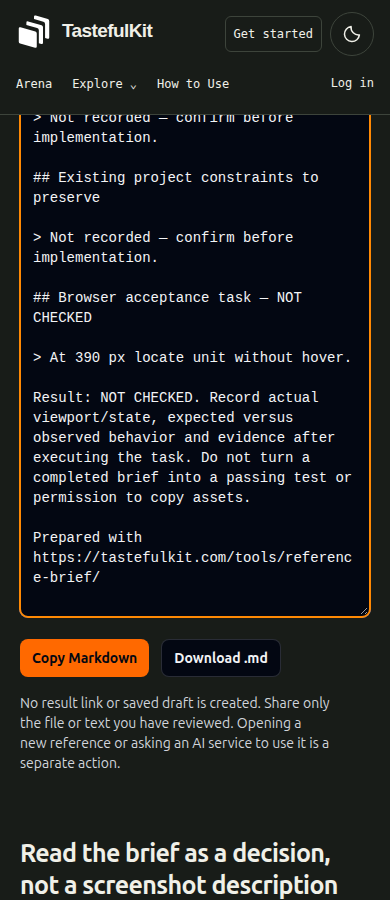 TastefulKit
Get started
Arena
Explore
How to Use
Log in
> Not recorded — confirm before
implementation.
## Existing project constraints to
preserve
> Not recorded — confirm before
implementation.
## Browser acceptance task — NOT
CHECKED
> At 390 px locate unit without hover.
Result: NOT CHECKED. Record actual
viewport/state, expected versus
observed behavior and evidence after
executing the task. Do not turn a
completed brief into a passing test or
permission to copy assets.
Prepared with
https://tastefulkit.com/tools/referenc
e-brief/
Copy Markdown
Download .md
No result link or saved draft is created. Share only
the file or text you have reviewed. Opening a
new reference or asking an AI service to use it is a
separate action.
Read the brief as a decision,
not a screenshot description